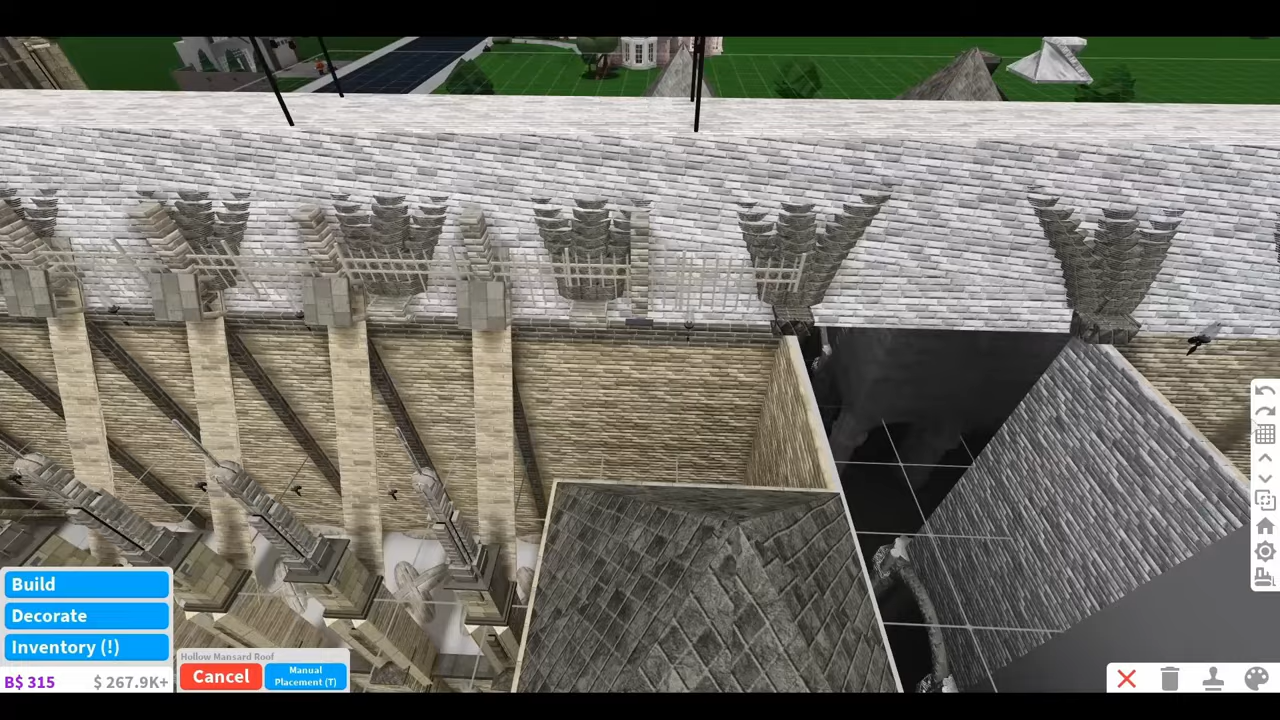 Build
Decorate
Inventory (!)
Hollow Mansard Roof
Cancel
Manual
Placement (T)
B$ 315
$ 267.9K+